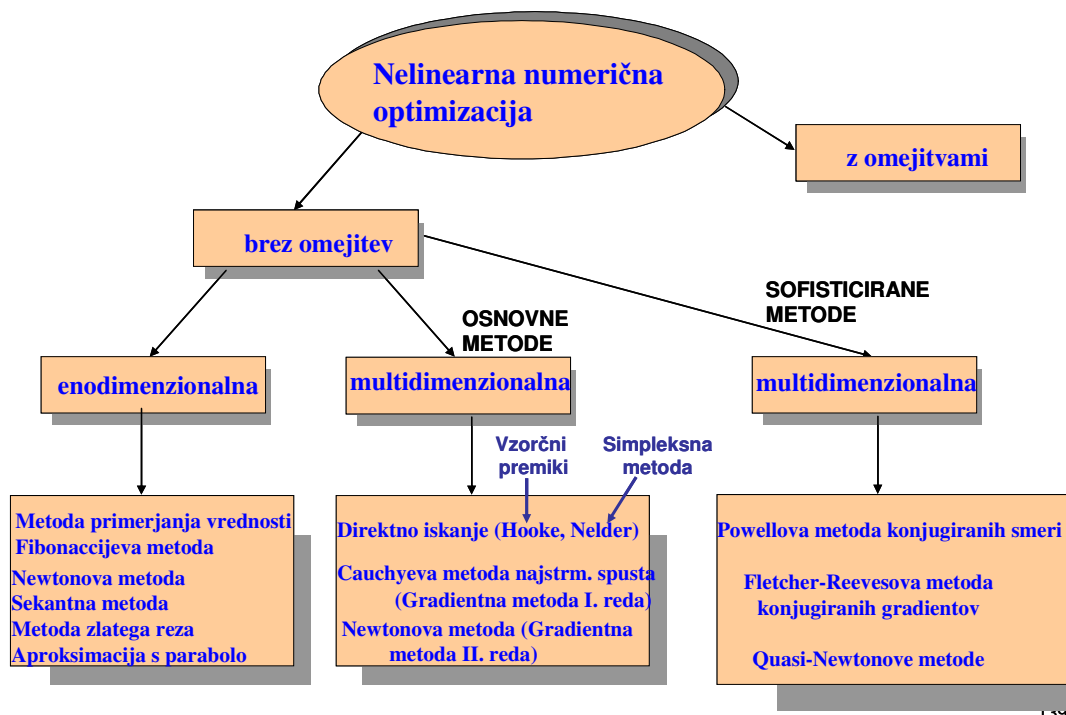 Nelinearna numerična
optimizacija
z omejitvami
brez omejitev
SOFISTICIRANE
METODE
OSNOVNE
METODE
enodimenzionalna
multidimenzionalna
multidimenzionalna
Vzorčni
premiki
Simpleksna
metoda
Metoda primerjanja vrednosti
Fibonaccijeva metoda
Newtonova metoda
Sekantna metoda
Metoda zlatega reza
Aproksimacija s parabolo
Direktno iskanje (Hooke, Nelder)
Cauchyeva metoda najstrm. spusta
(Gradientna metoda I. reda)
Newtonova metoda (Gradientna
metoda II. reda)
Powellova metoda konjugiranih smeri
Fletcher-Reevesova metoda
konjugiranih gradientov
Quasi-Newtonove metode